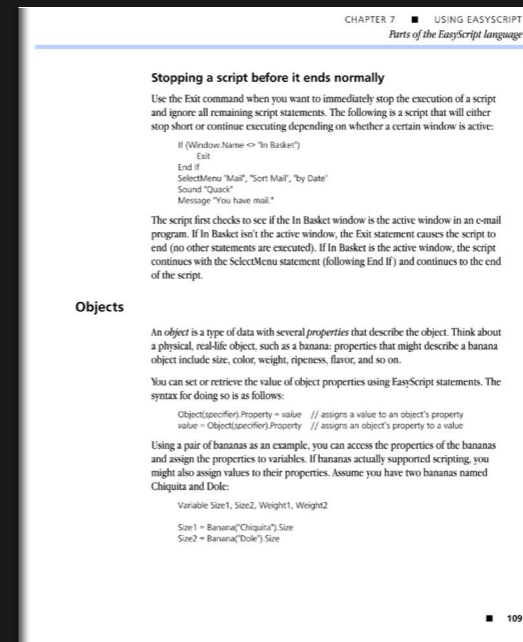 CHAPTER 7 ■ USING EASYSCRIPT
Parts of the EasyScript language
Stopping a script before it ends normally
Use the Exit command when you want to immediately stop the execution of a script
and ignore all remaining script statements. The following is a script that will either
stop short or continue executing depending on whether a certain window is active:
If (Window.Name <> "In Basket")
Exit
End If
SelectMenu "Mail", "Sort Mail", "by Date"
Sound "Quack"
Message "You have mail."
The script first checks to see if the In Basket window is the active window in an e-mail
program. If In Basket isn't the active window, the Exit statement causes the script to
end (no other statements are executed). If In Basket is the active window, the script
continues with the SelectMenu statement (following End If) and continues to the end
of the script.
Objects
An object is a type of data with several properties that describe the object. Think about
a physical, real-life object, such as a banana: properties that might describe a banana
object include size, color, weight, ripeness, flavor, and so on.
You can set or retrieve the value of object properties using EasyScript statements. The
syntax for doing so is as follows:
Object(specifier).Property = value // assigns a value to an object's property
value = Object(specifier).Property // assigns an object's property to a value
Using a pair of bananas as an example, you can access the properties of the bananas
and assign the properties to variables. If bananas actually supported scripting, you
might also assign values to their properties. Assume you have two bananas named
Chiquita and Dole:
Variable Size1, Size2, Weight1, Weight2
Size1 = Banana("Chiquita").Size
Size2 = Banana("Dole").Size
■ 109